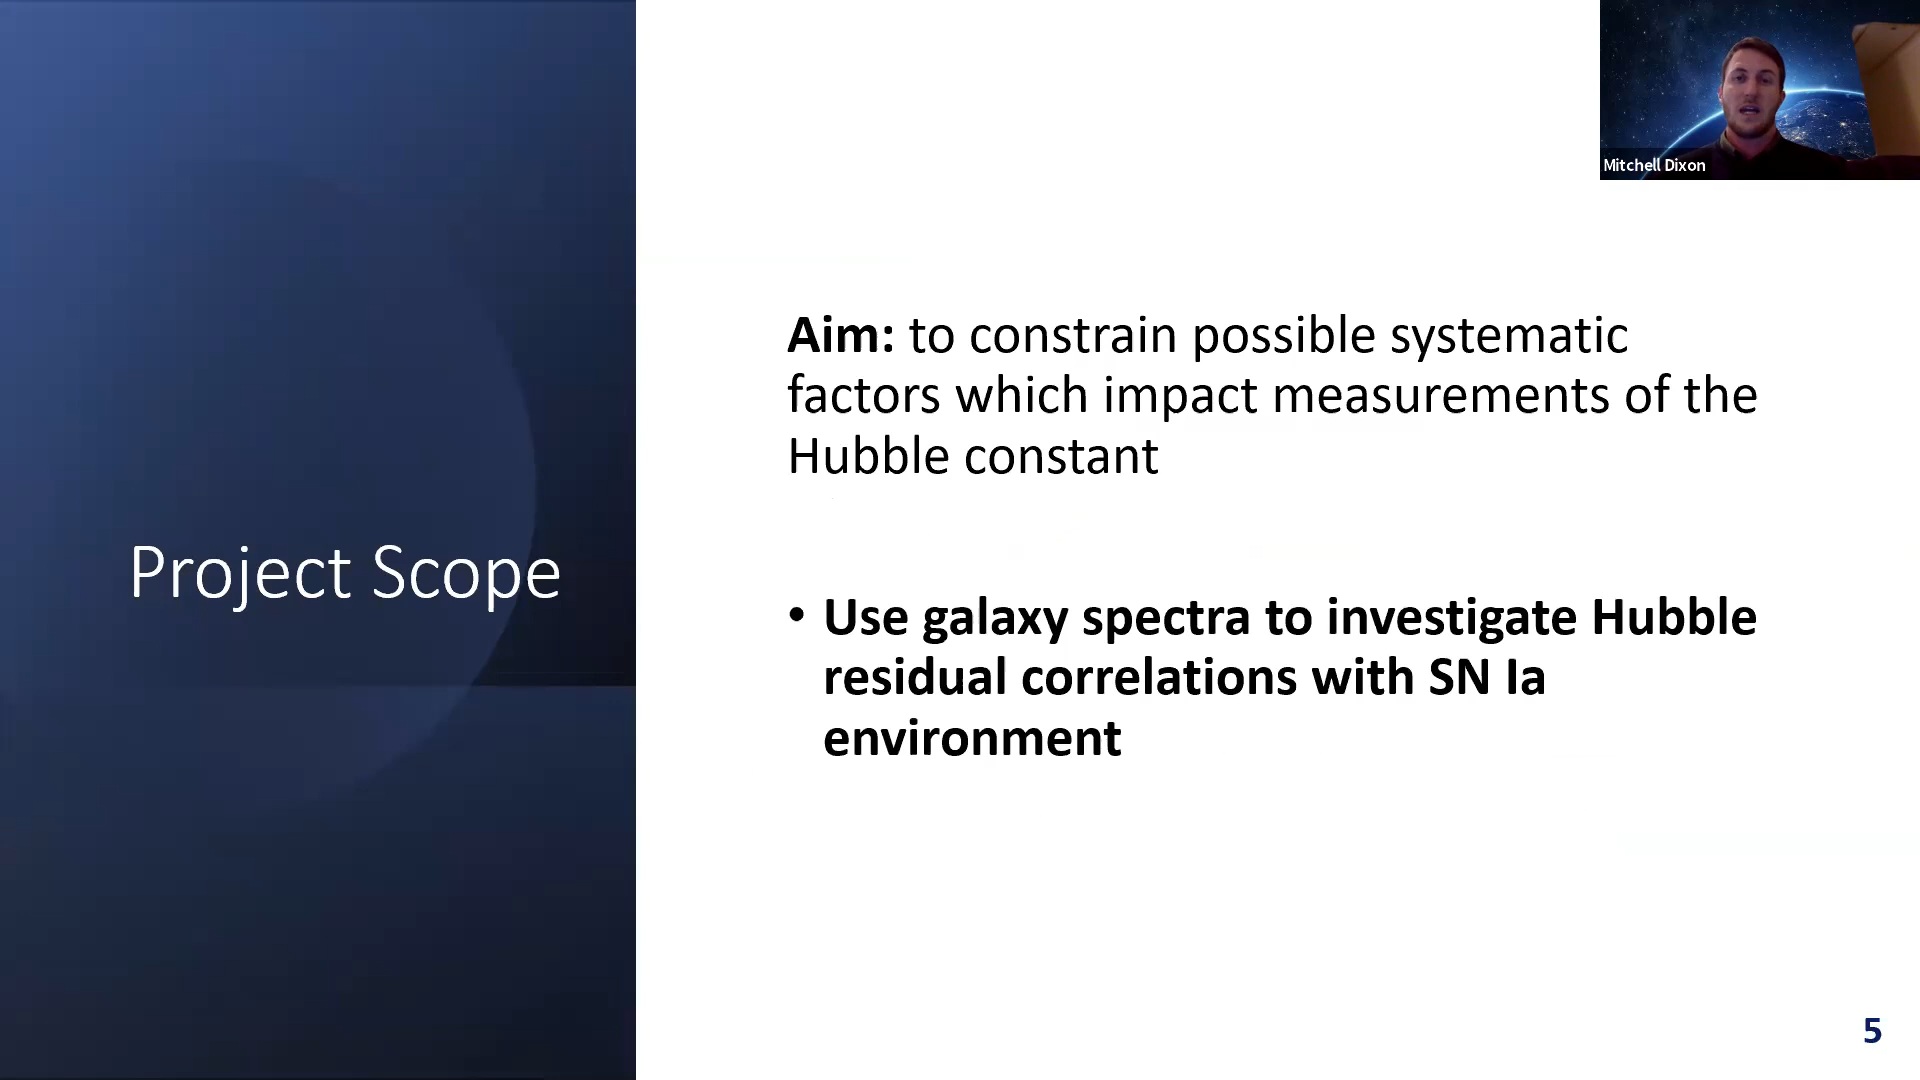 Mitchell Dixon
Project Scope
Aim: to constrain possible systematic
factors which impact measurements of the
Hubble constant
• Use galaxy spectra to investigate Hubble
residual correlations with SN Ia
environment
5